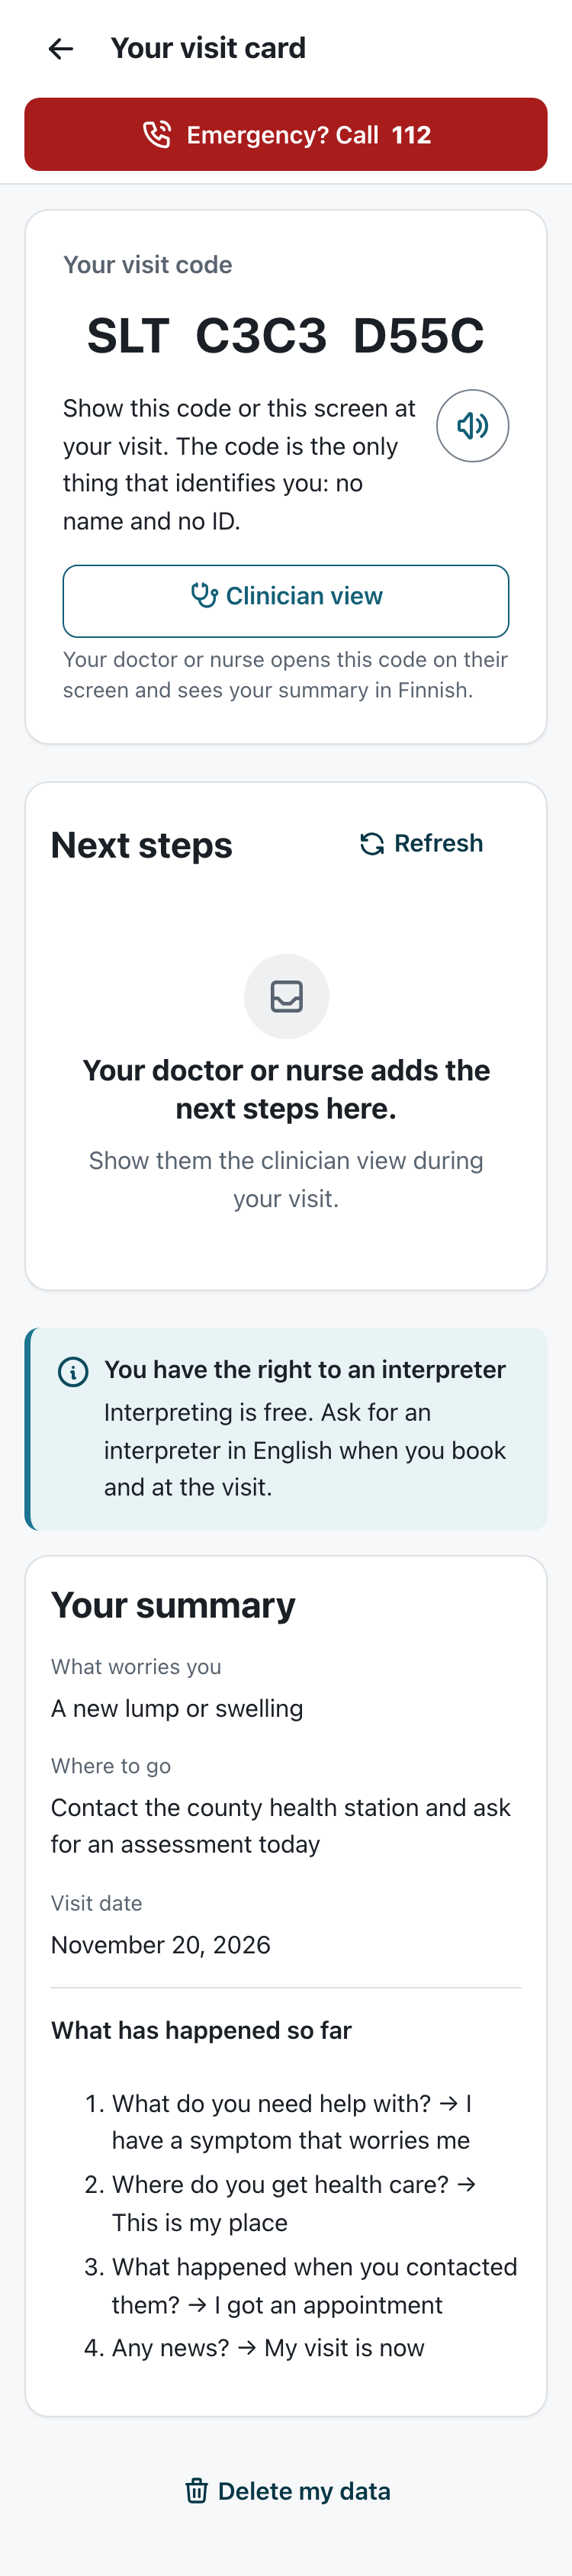 Your visit card
Emergency? Call 112
Your visit code
SLT C3C3 D55C
Show this code or this screen at
your visit. The code is the only
thing that identifies you: no
name and no ID.
Clinician view
Your doctor or nurse opens this code on their
screen and sees your summary in Finnish.
Next steps
Refresh
Your doctor or nurse adds the
next steps here.
Show them the clinician view during
your visit.
You have the right to an interpreter
Interpreting is free. Ask for an
interpreter in English when you book
and at the visit.
Your summary
What worries you
A new lump or swelling
Where to go
Contact the county health station and ask
for an assessment today
Visit date
November 20, 2026
What has happened so far
1. What do you need help with? → I
have a symptom that worries me
2. Where do you get health care? →
This is my place
3. What happened when you contacted
them? → I got an appointment
4. Any news? → My visit is now
Delete my data